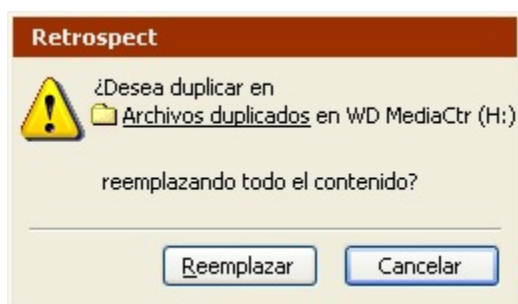 Retrospect
¿Desea duplicar en
Archivos duplicados en WD MediaCtr (H:)
reemplazando todo el contenido?
Reemplazar
Cancelar